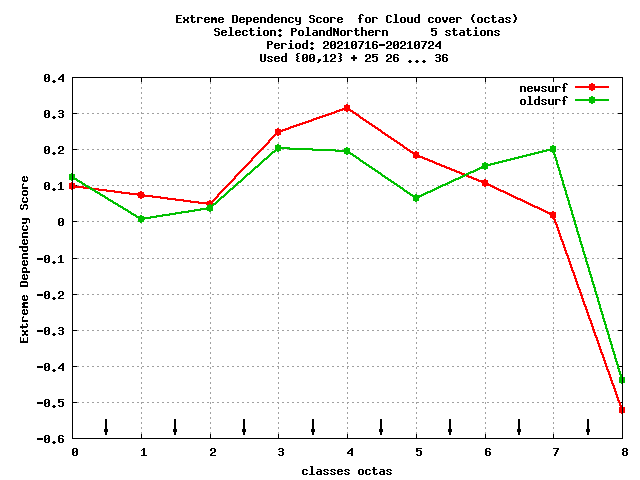 Extreme Dependency Score  for Cloud cover (octas)
Selection: PolandNorthern      5 stations
Period: 20210716-20210724
Used {00,12} + 25 26 ... 36
newsurf
oldsurf
0.4
0.3
0.2
0.1
0
-0.1
-0.2
-0.3
-0.4
-0.5
-0.6
Extreme Dependency Score
0 1 2 3 4 5 6 7 8
classes octas